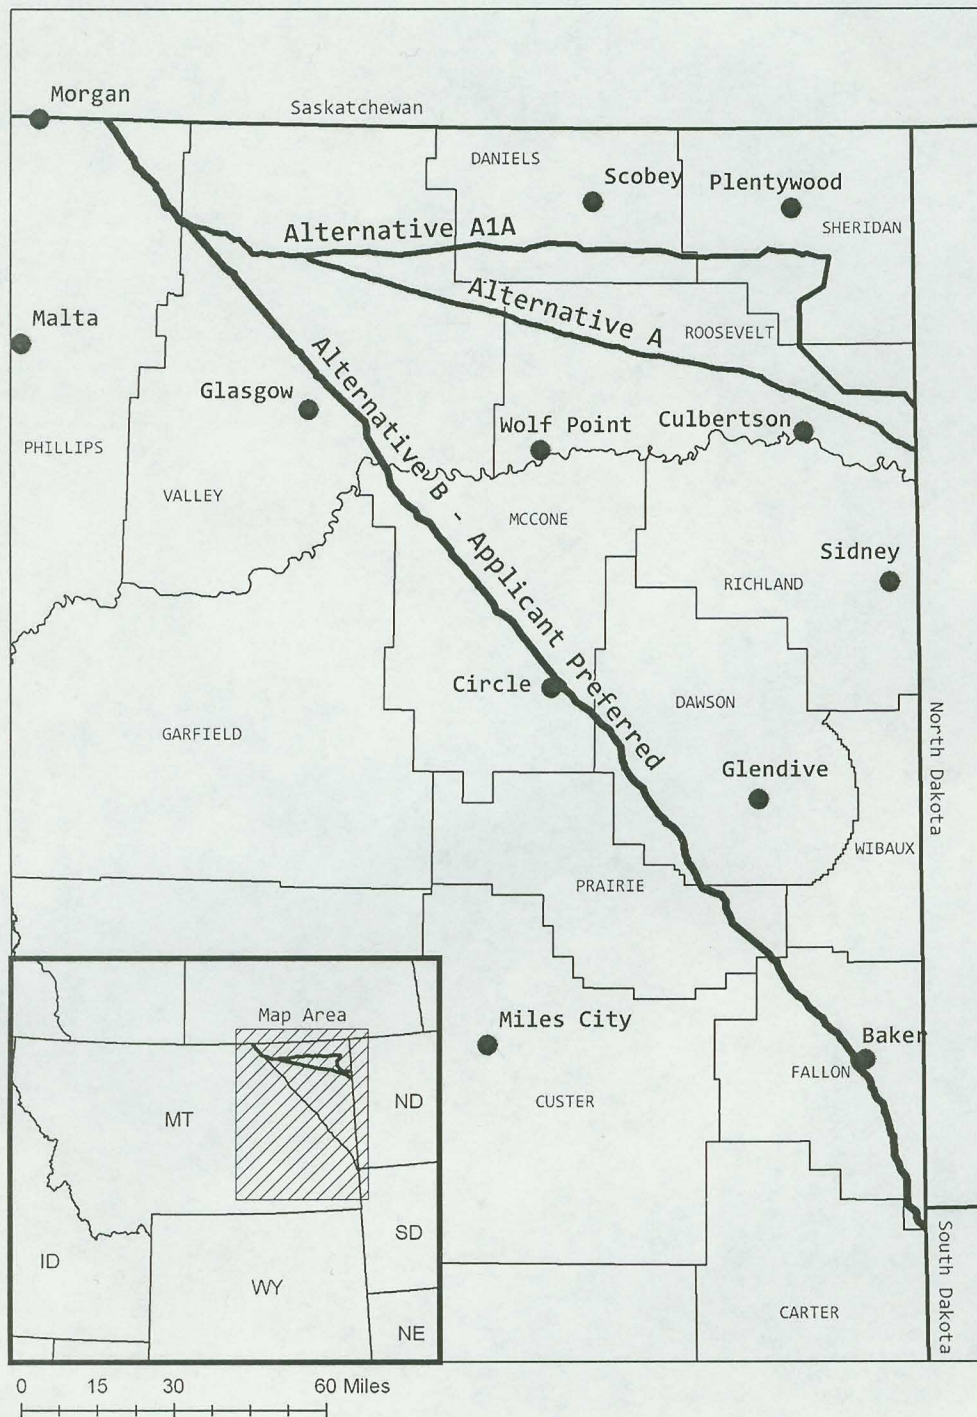 Morgan
Saskatchewan
DANIELS
Scobey
Plentywood
SHERIDAN
Alternative A1A
Alternative A
Malta
ROOSEVELT
Alternative B - Applicant Preferred
Glasgow
Wolf Point
Culbertson
PHILLIPS
VALLEY
MCCONE
Sidney
RICHLAND
Circle
DAWSON
GARFIELD
North Dakota
Glendive
WIBAUX
PRAIRIE
Map Area
Miles City
Baker
FALLON
CUSTER
MT
ND
ID
SD
WY
NE
South Dakota
CARTER
0 15 30 60 Miles